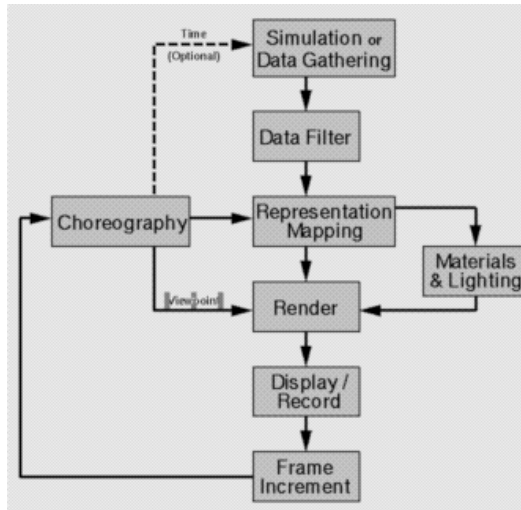 Time
(Optional)
Simulation or
Data Gathering
Data Filter
Choreography
Representation
Mapping
Materials
& Lighting
Viewpoint
Render
Display /
Record
Frame
Increment